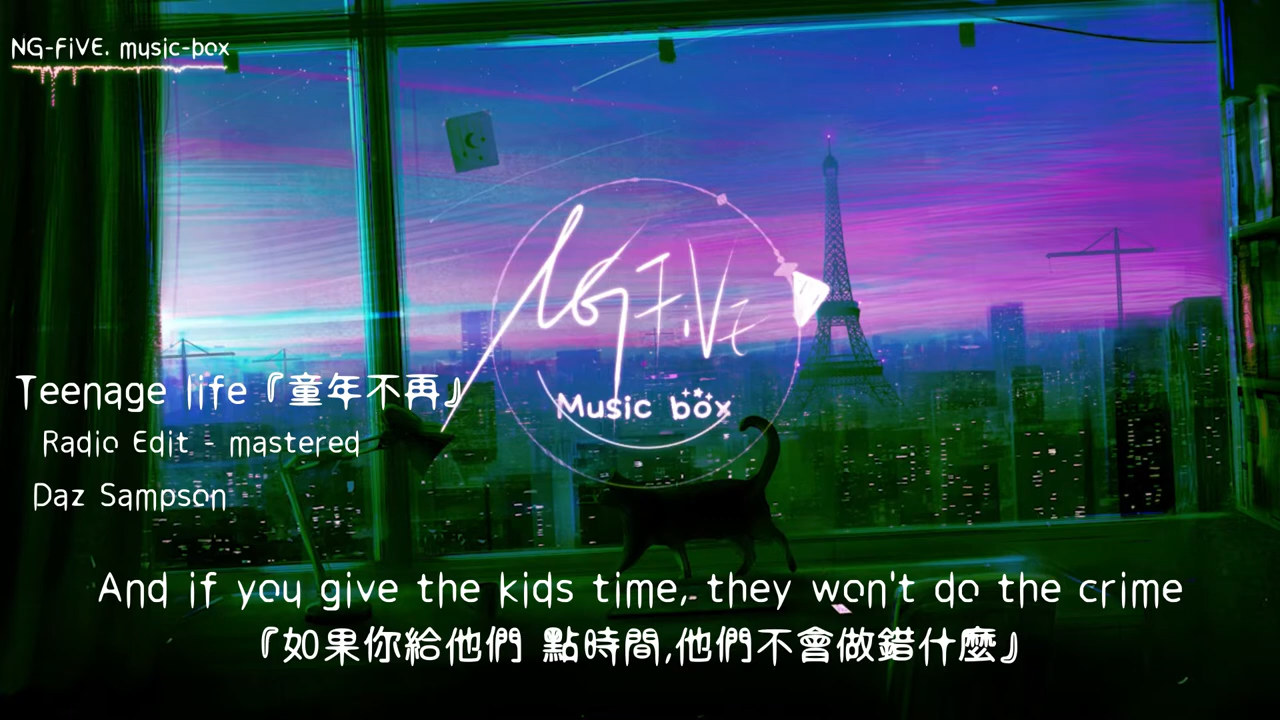 NG-FiVE. music-box
NG FiVE
Music box
Teenage life『童年不再』
Radio Edit - mastered
Daz Sampson
And if you give the kids time, they won't do the crime
『如果你給他們 點時間,他們不會做錯什麼』